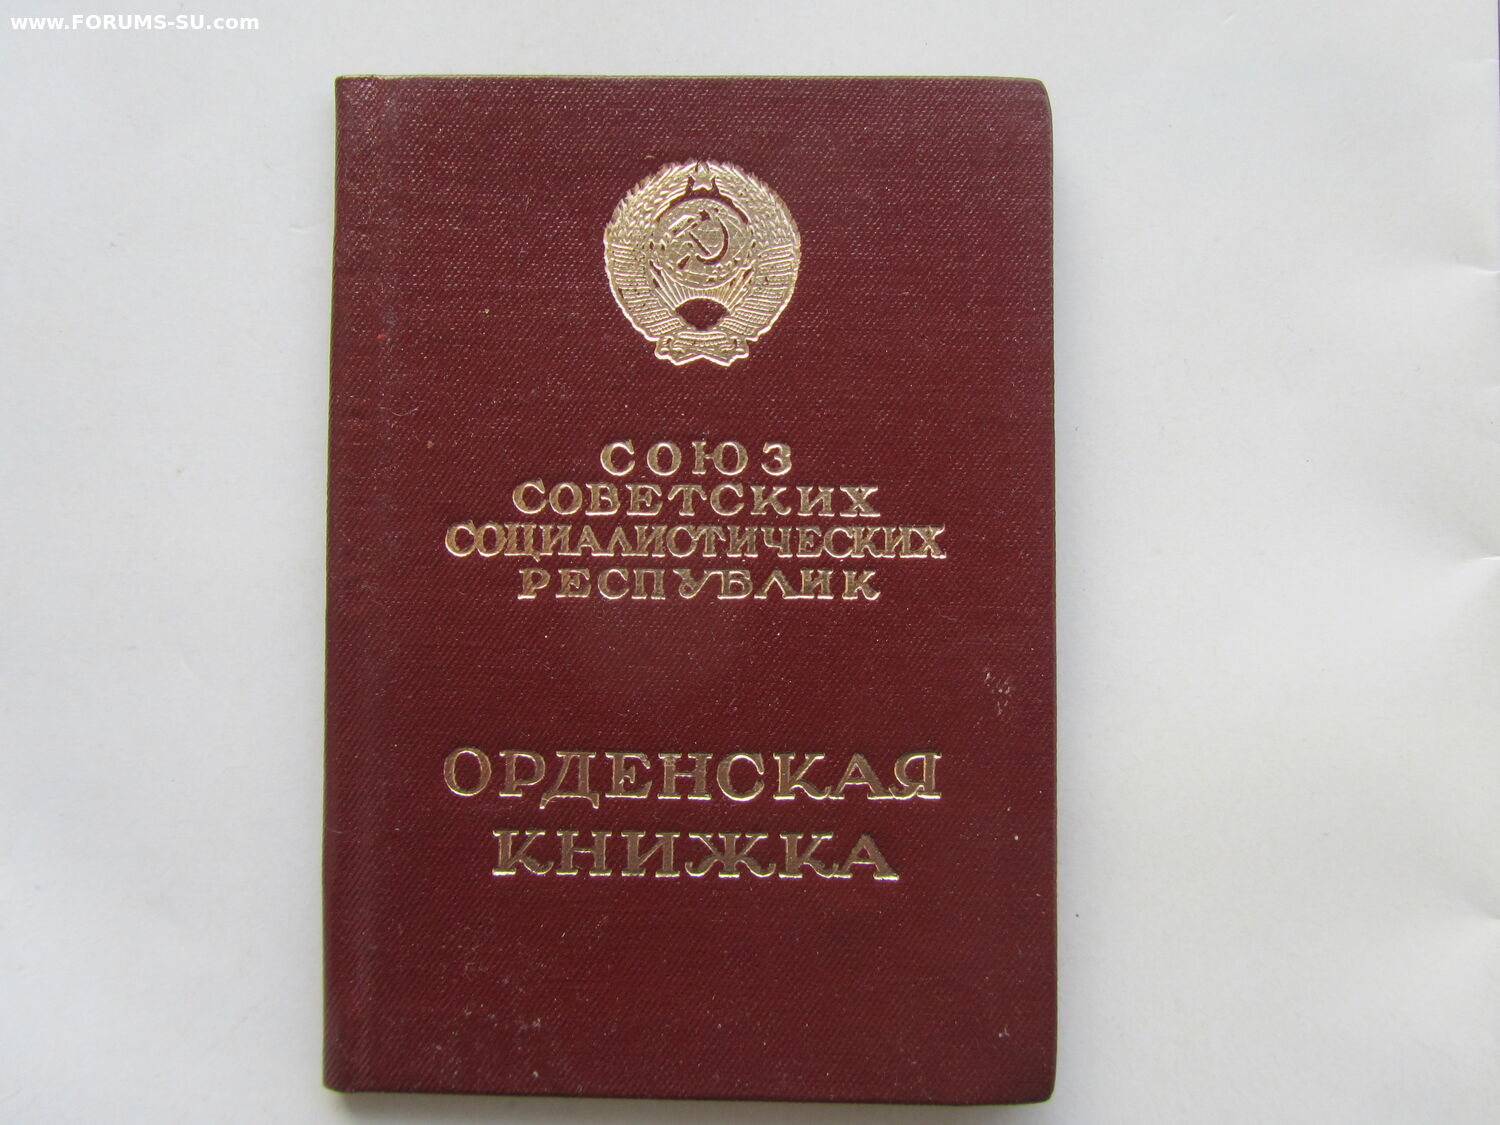 www.FORUMS-SU.com
СОЮЗ
СОВЕТСКИХ
СОЦИАЛИСТИЧЕСКИХ
РЕСПУБЛИК
ОРДЕНСКАЯ
КНИЖКА